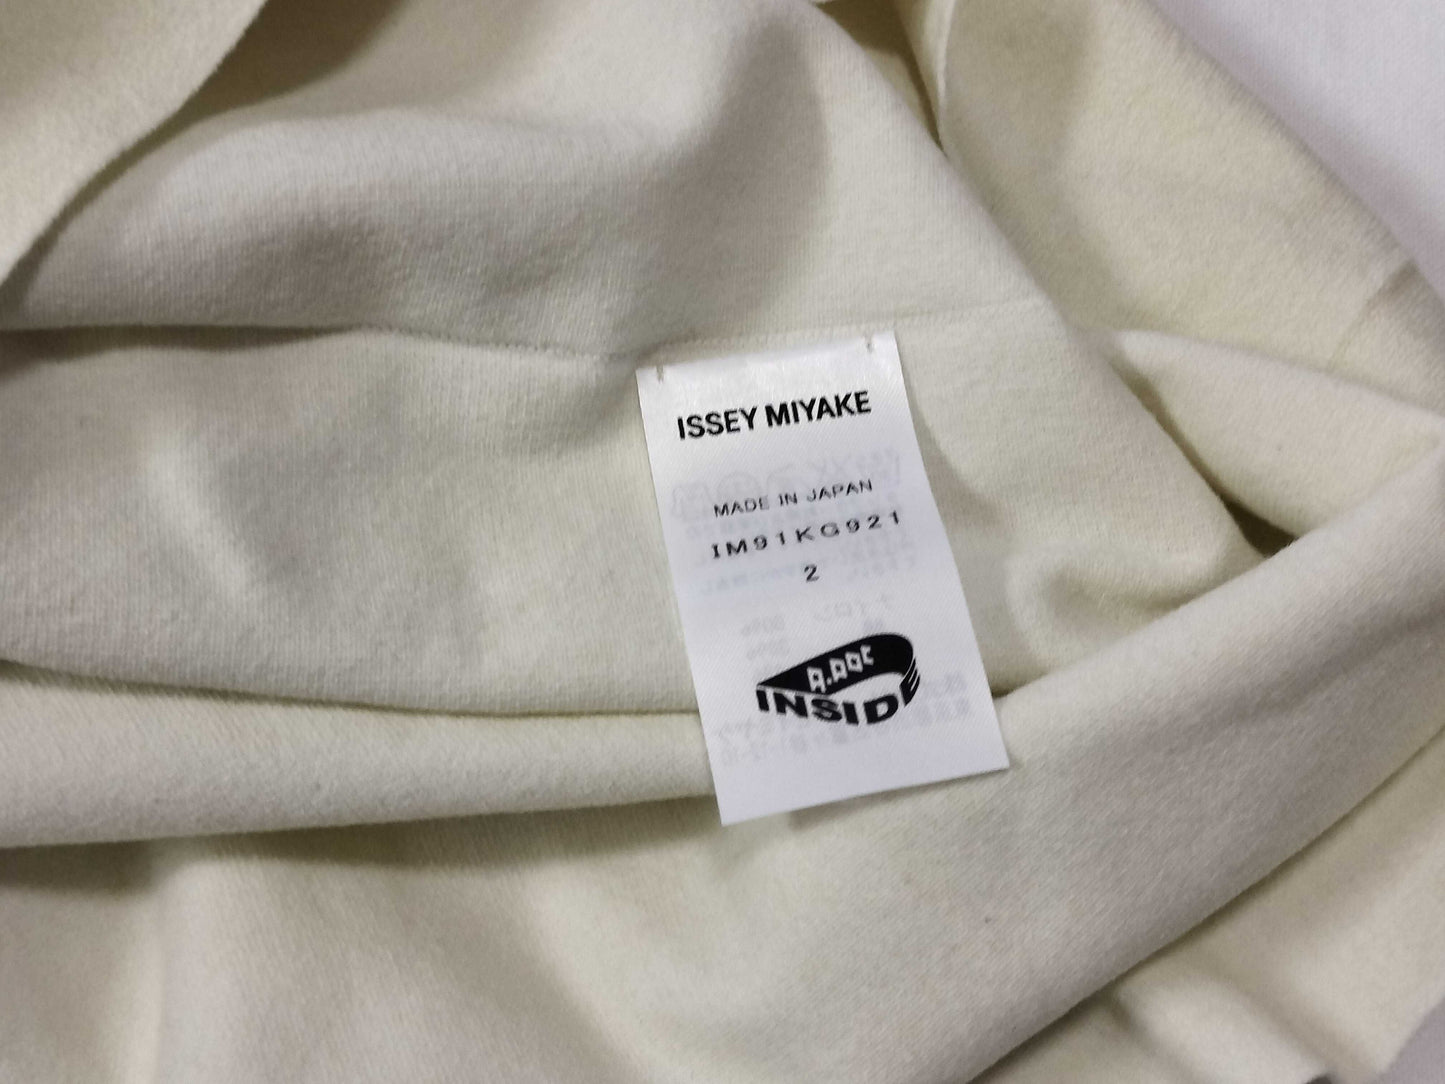 ISSEY MIYAKE
MADE IN JAPAN
IM91KG921
2
A.POC
INSIDE